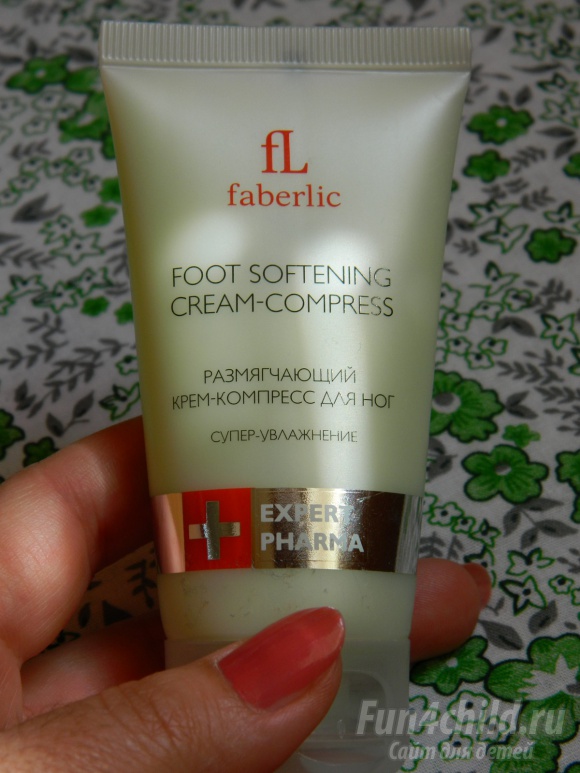 fL
faberlic
FOOT SOFTENING
CREAM-COMPRESS
РАЗМЯГЧАЮЩИЙ
КРЕМ-КОМПРЕСС ДЛЯ НОГ
СУПЕР-УВЛАЖНЕНИЕ
EXPERT
PHARMA
Fun4child.ru
Сайт для детей